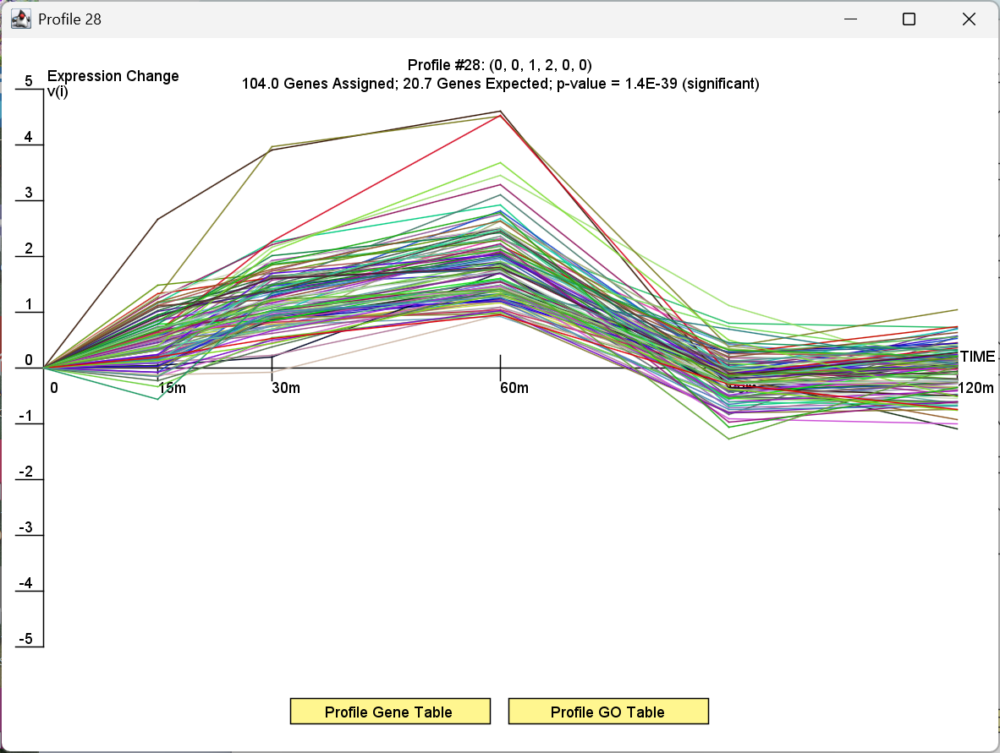 Profile 28
Profile #28: (0, 0, 1, 2, 0, 0)
104.0 Genes Assigned; 20.7 Genes Expected; p-value = 1.4E-39 (significant)
Expression Change
v(i)
5
4
3
2
1
0
-1
-2
-3
-4
-5
TIME
0
15m
30m
60m
120m
Profile Gene Table
Profile GO Table